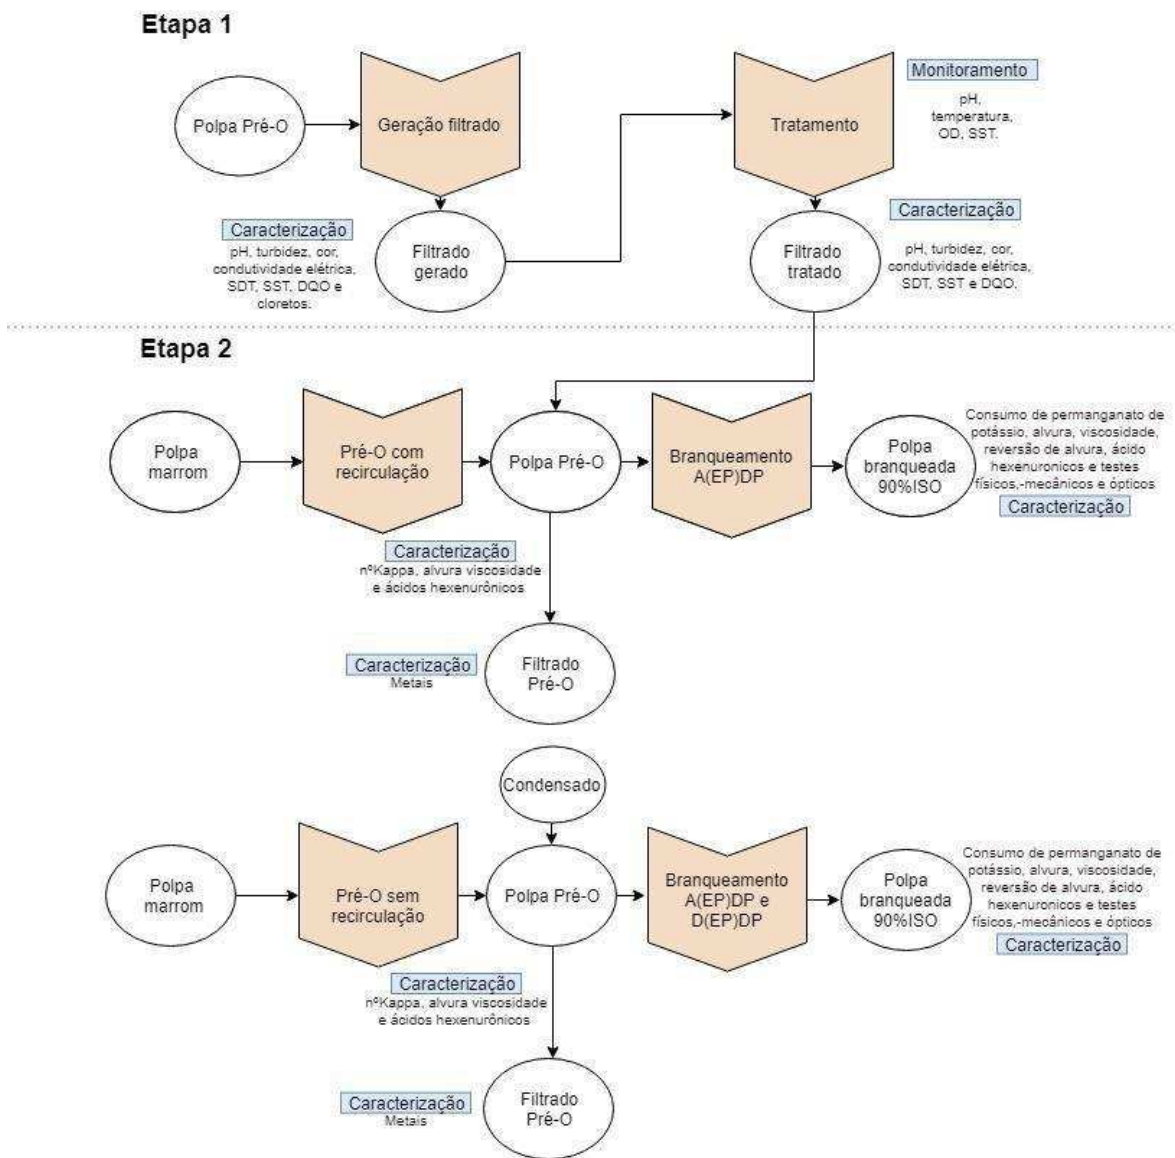 Etapa 1
Polpa Pré-O
Geração filtrado
Tratamento
Monitoramento
pH,
temperatura,
OD, SST.
Caracterização
pH, turbidez, cor,
condutividade elétrica,
SDT, SST, DQO e
cloretos.
Filtrado
gerado
Filtrado
tratado
Caracterização
pH, turbidez, cor,
condutividade elétrica,
SDT, SST e DQO.
Etapa 2
Polpa
marrom
Pré-O com
recirculação
Polpa Pré-O
Branqueamento
A(EP)DP
Polpa
branqueada
90%ISO
Consumo de permanganato de
potássio, alvura, viscosidade,
reversão de alvura, ácido
hexenuronicos e testes
físicos,-mecânicos e ópticos
Caracterização
Caracterização
nºKappa, alvura viscosidade
e ácidos hexenurônicos
Caracterização
Metais
Filtrado
Pré-O
Condensado
Polpa
marrom
Pré-O sem
recirculação
Polpa Pré-O
Branqueamento
A(EP)DP e
D(EP)DP
Polpa
branqueada
90%ISO
Consumo de permanganato de
potássio, alvura, viscosidade,
reversão de alvura, ácido
hexenuronicos e testes
físicos,-mecânicos e ópticos
Caracterização
Caracterização
nºKappa, alvura viscosidade
e ácidos hexenurônicos
Caracterização
Metais
Filtrado
Pré-O